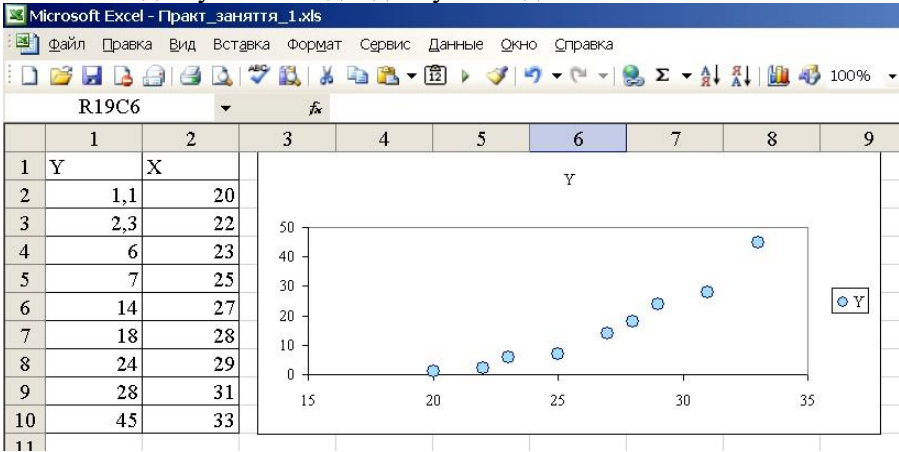 Microsoft Excel - Практ_заняття_1.xls
Файл Правка Вид Вставка Формат Сервис Данные Окно Справка
100%
R19C6 fx
1 2 3 4 5 6 7 8 9
1 Y X
2 1,1 20
3 2,3 22
4 6 23
5 7 25
6 14 27
7 18 28
8 24 29
9 28 31
10 45 33
11
Y
50
40
30
20
10
0
15 20 25 30 35
Y